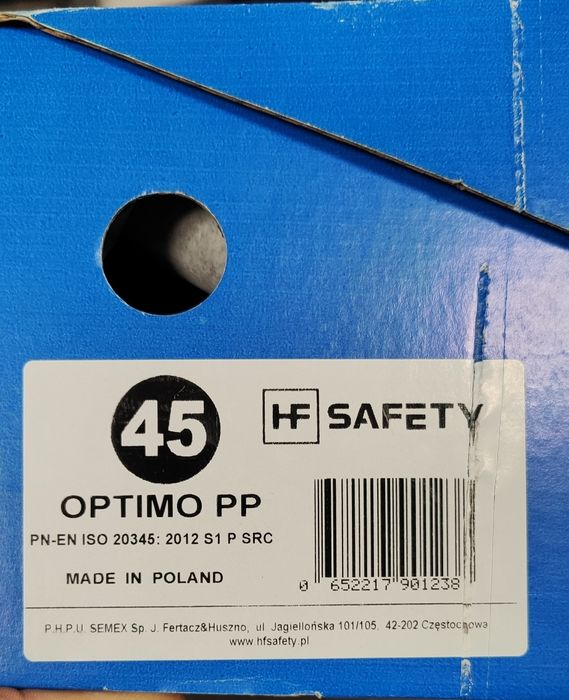 45
HF SAFETY
OPTIMO PP
PN-EN ISO 20345: 2012 S1 P SRC
MADE IN POLAND
0 652217 901238
P.H.P.U. SEMEX Sp. J. Fertacz&Huszno, ul. Jagiellońska 101/105, 42-202 Częstochowa
www.hfsafety.pl